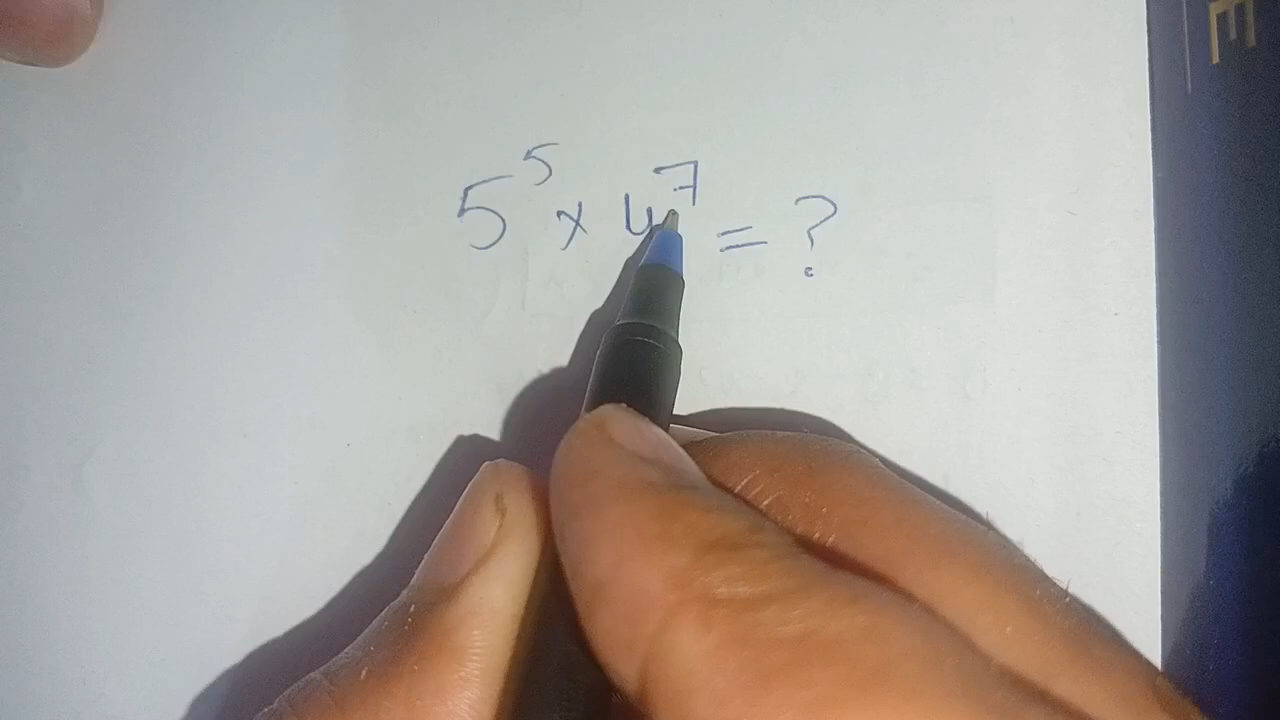 5⁵ × 4⁷ = ?
E